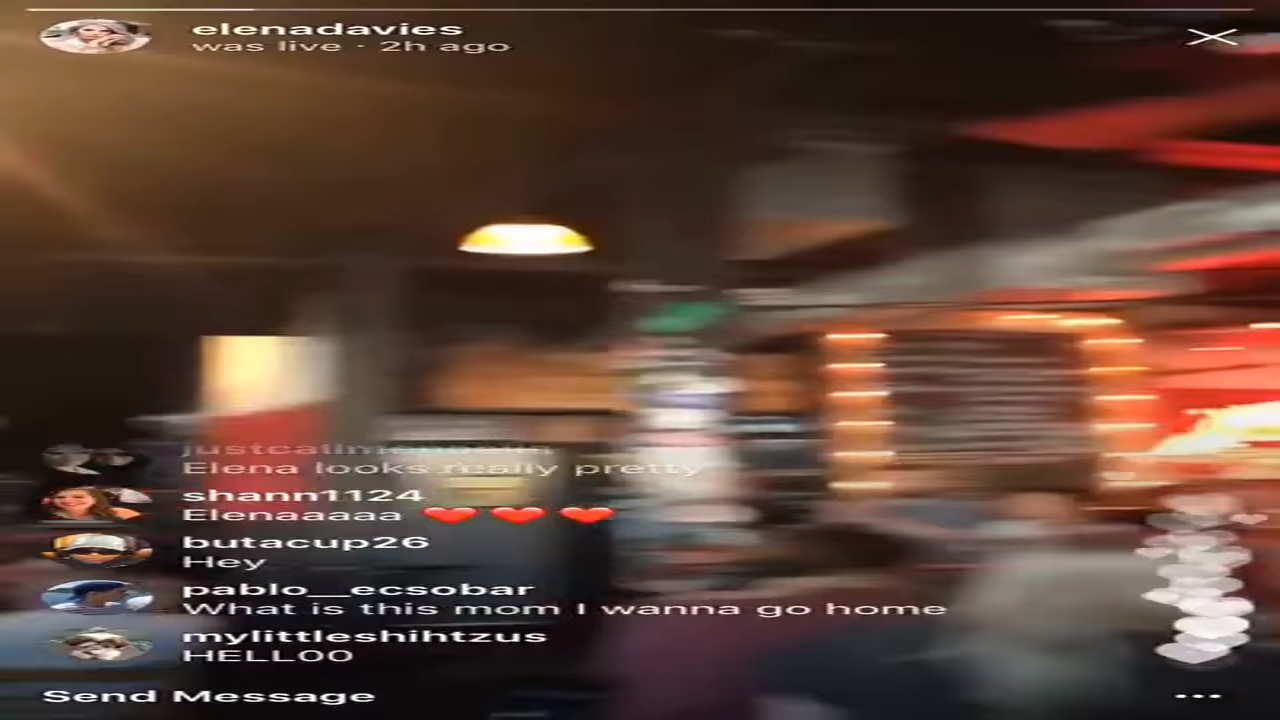 elenadavies
was live · 2h ago
Elena looks really pretty
shann1124
Elenaaaaa ❤️ ❤️ ❤️
butacup26
Hey
pablo__ecsobar
What is this mom I wanna go home
mylittleshihtzus
HELLOO
Send Message